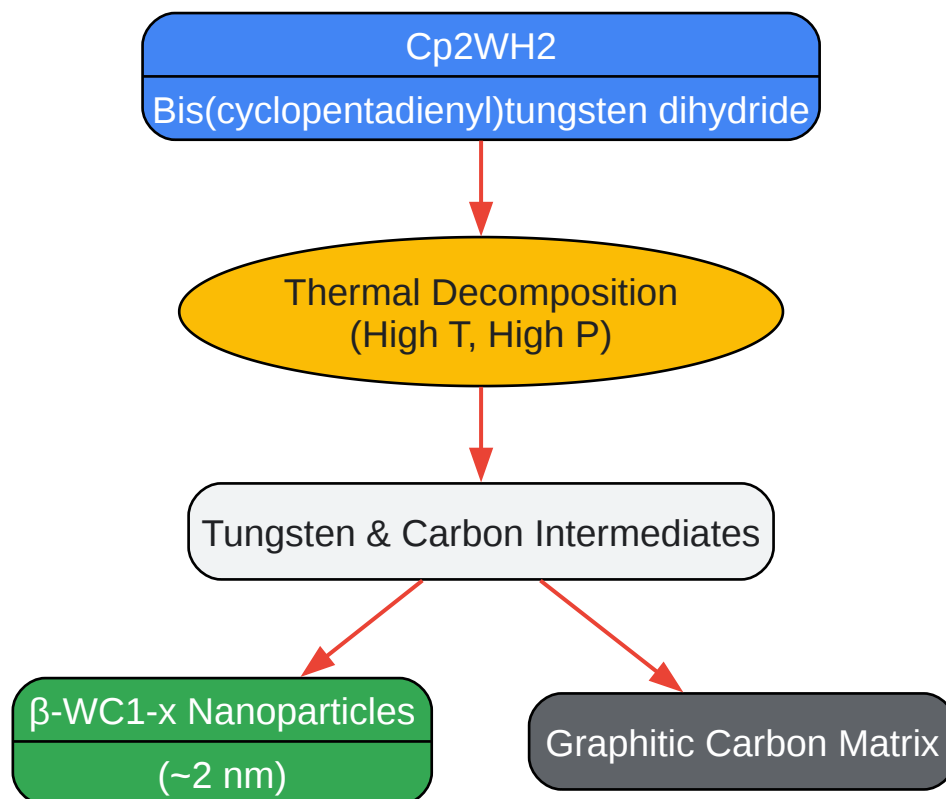 Cp2WH2
Bis(cyclopentadienyl)tungsten dihydride
Thermal Decomposition
(High T, High P)
Tungsten & Carbon Intermediates
β-WC1-x Nanoparticles
(~2 nm)
Graphitic Carbon Matrix